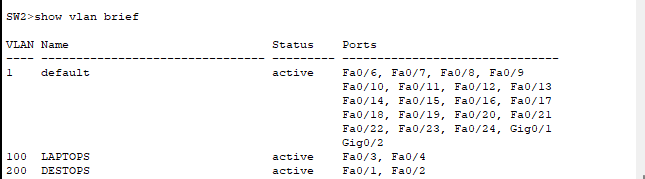 SW2>show vlan brief
VLAN Name                             Status    Ports
---- -------------------------------- --------- -------------------------------
1    default                          active    Fa0/6, Fa0/7, Fa0/8, Fa0/9
                                                Fa0/10, Fa0/11, Fa0/12, Fa0/13
                                                Fa0/14, Fa0/15, Fa0/16, Fa0/17
                                                Fa0/18, Fa0/19, Fa0/20, Fa0/21
                                                Fa0/22, Fa0/23, Fa0/24, Gig0/1
                                                Gig0/2
100  LAPTOPS                          active    Fa0/3, Fa0/4
200  DESTOPS                          active    Fa0/1, Fa0/2